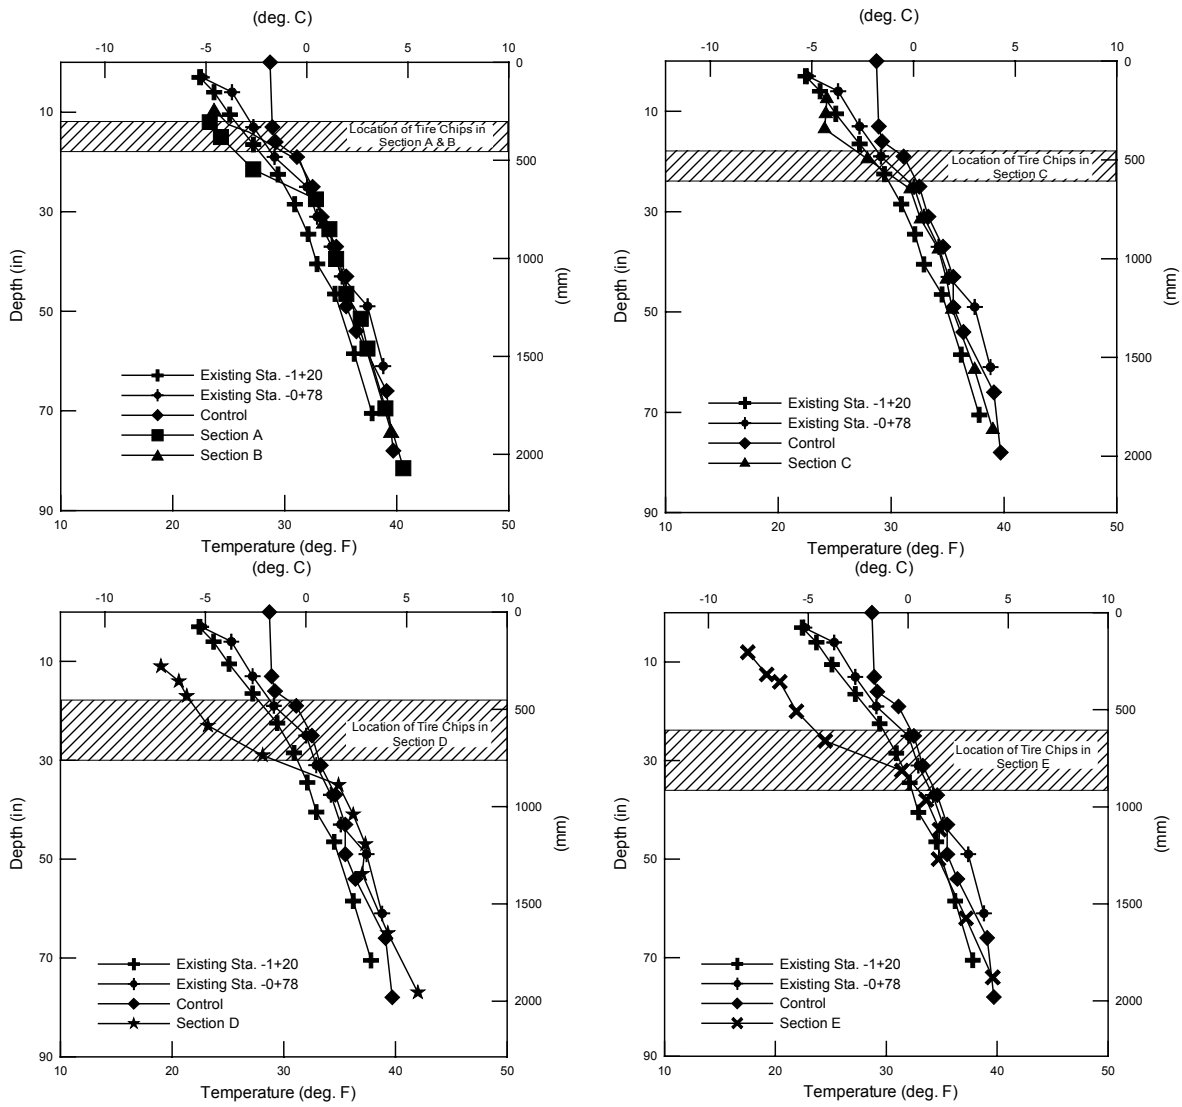 (deg. C)
-10 -5 0 5 10
0
10
Location of Tire Chips in
Section A & B
500
30
1000
Depth (in)
(mm)
50
1500
Existing Sta. -1+20
Existing Sta. -0+78
70
Control
Section A
2000
Section B
90
10 20 30 40 50
Temperature (deg. F)
(deg. C)
-10 -5 0 5 10
0
10
500
Location of Tire Chips in
Section C
30
1000
Depth (in)
(mm)
50
1500
Existing Sta. -1+20
70
Existing Sta. -0+78
Control
2000
Section C
90
10 20 30 40 50
Temperature (deg. F)
(deg. C)
-10 -5 0 5 10
0
10
500
Location of Tire Chips in
Section D
30
1000
Depth (in)
(mm)
50
1500
70
Existing Sta. -1+20
Existing Sta. -0+78
2000
Control
Section D
90
10 20 30 40 50
Temperature (deg. F)
(deg. C)
-10 -5 0 5 10
0
10
500
Location of Tire Chips in
Section E
30
1000
Depth (in)
(mm)
50
1500
70
Existing Sta. -1+20
Existing Sta. -0+78
2000
Control
Section E
90
10 20 30 40 50
Temperature (deg. F)